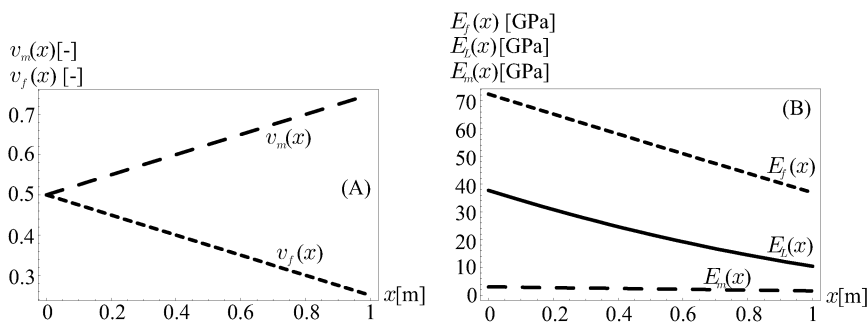 v_m(x)[-]
v_f(x) [-]
0.7
0.6
0.5
0.4
0.3
0 0.2 0.4 0.6 0.8 1
x[m]
v_m(x)
(A)
v_f(x)
E_f(x) [GPa]
E_L(x)[GPa]
E_m(x)[GPa]
70
60
50
40
30
20
10
0
0 0.2 0.4 0.6 0.8 1
x[m]
(B)
E_f(x)
E_L(x)
E_m(x)